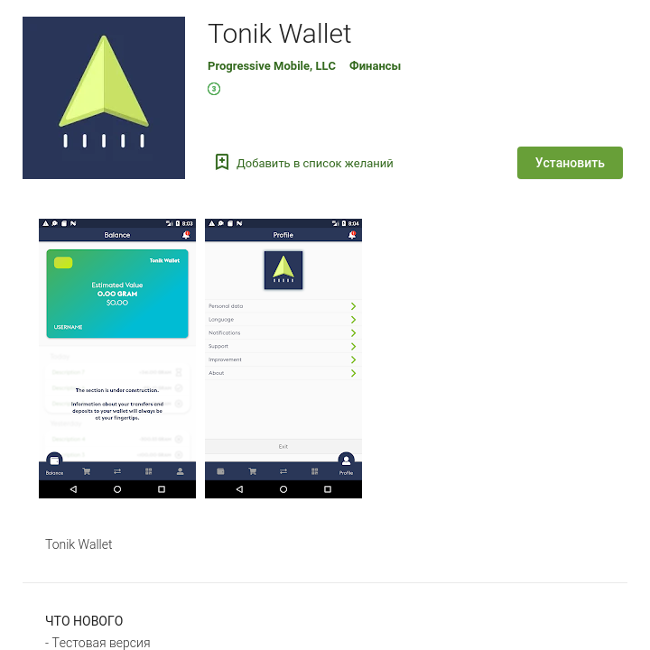 Tonik Wallet
Progressive Mobile, LLC Финансы
3
Добавить в список желаний
Установить
8:03
Balance
Tonik Wallet
Estimated Value
0.00 GRAM
$0.00
USERNAME
The section is under construction.
Information about your transfers and
deposits to your wallet will always be
at your fingertips.
Balance
8:04
Profile
Personal data
Language
Notifications
Support
Improvement
About
Exit
Profile
Tonik Wallet
ЧТО НОВОГО
- Тестовая версия